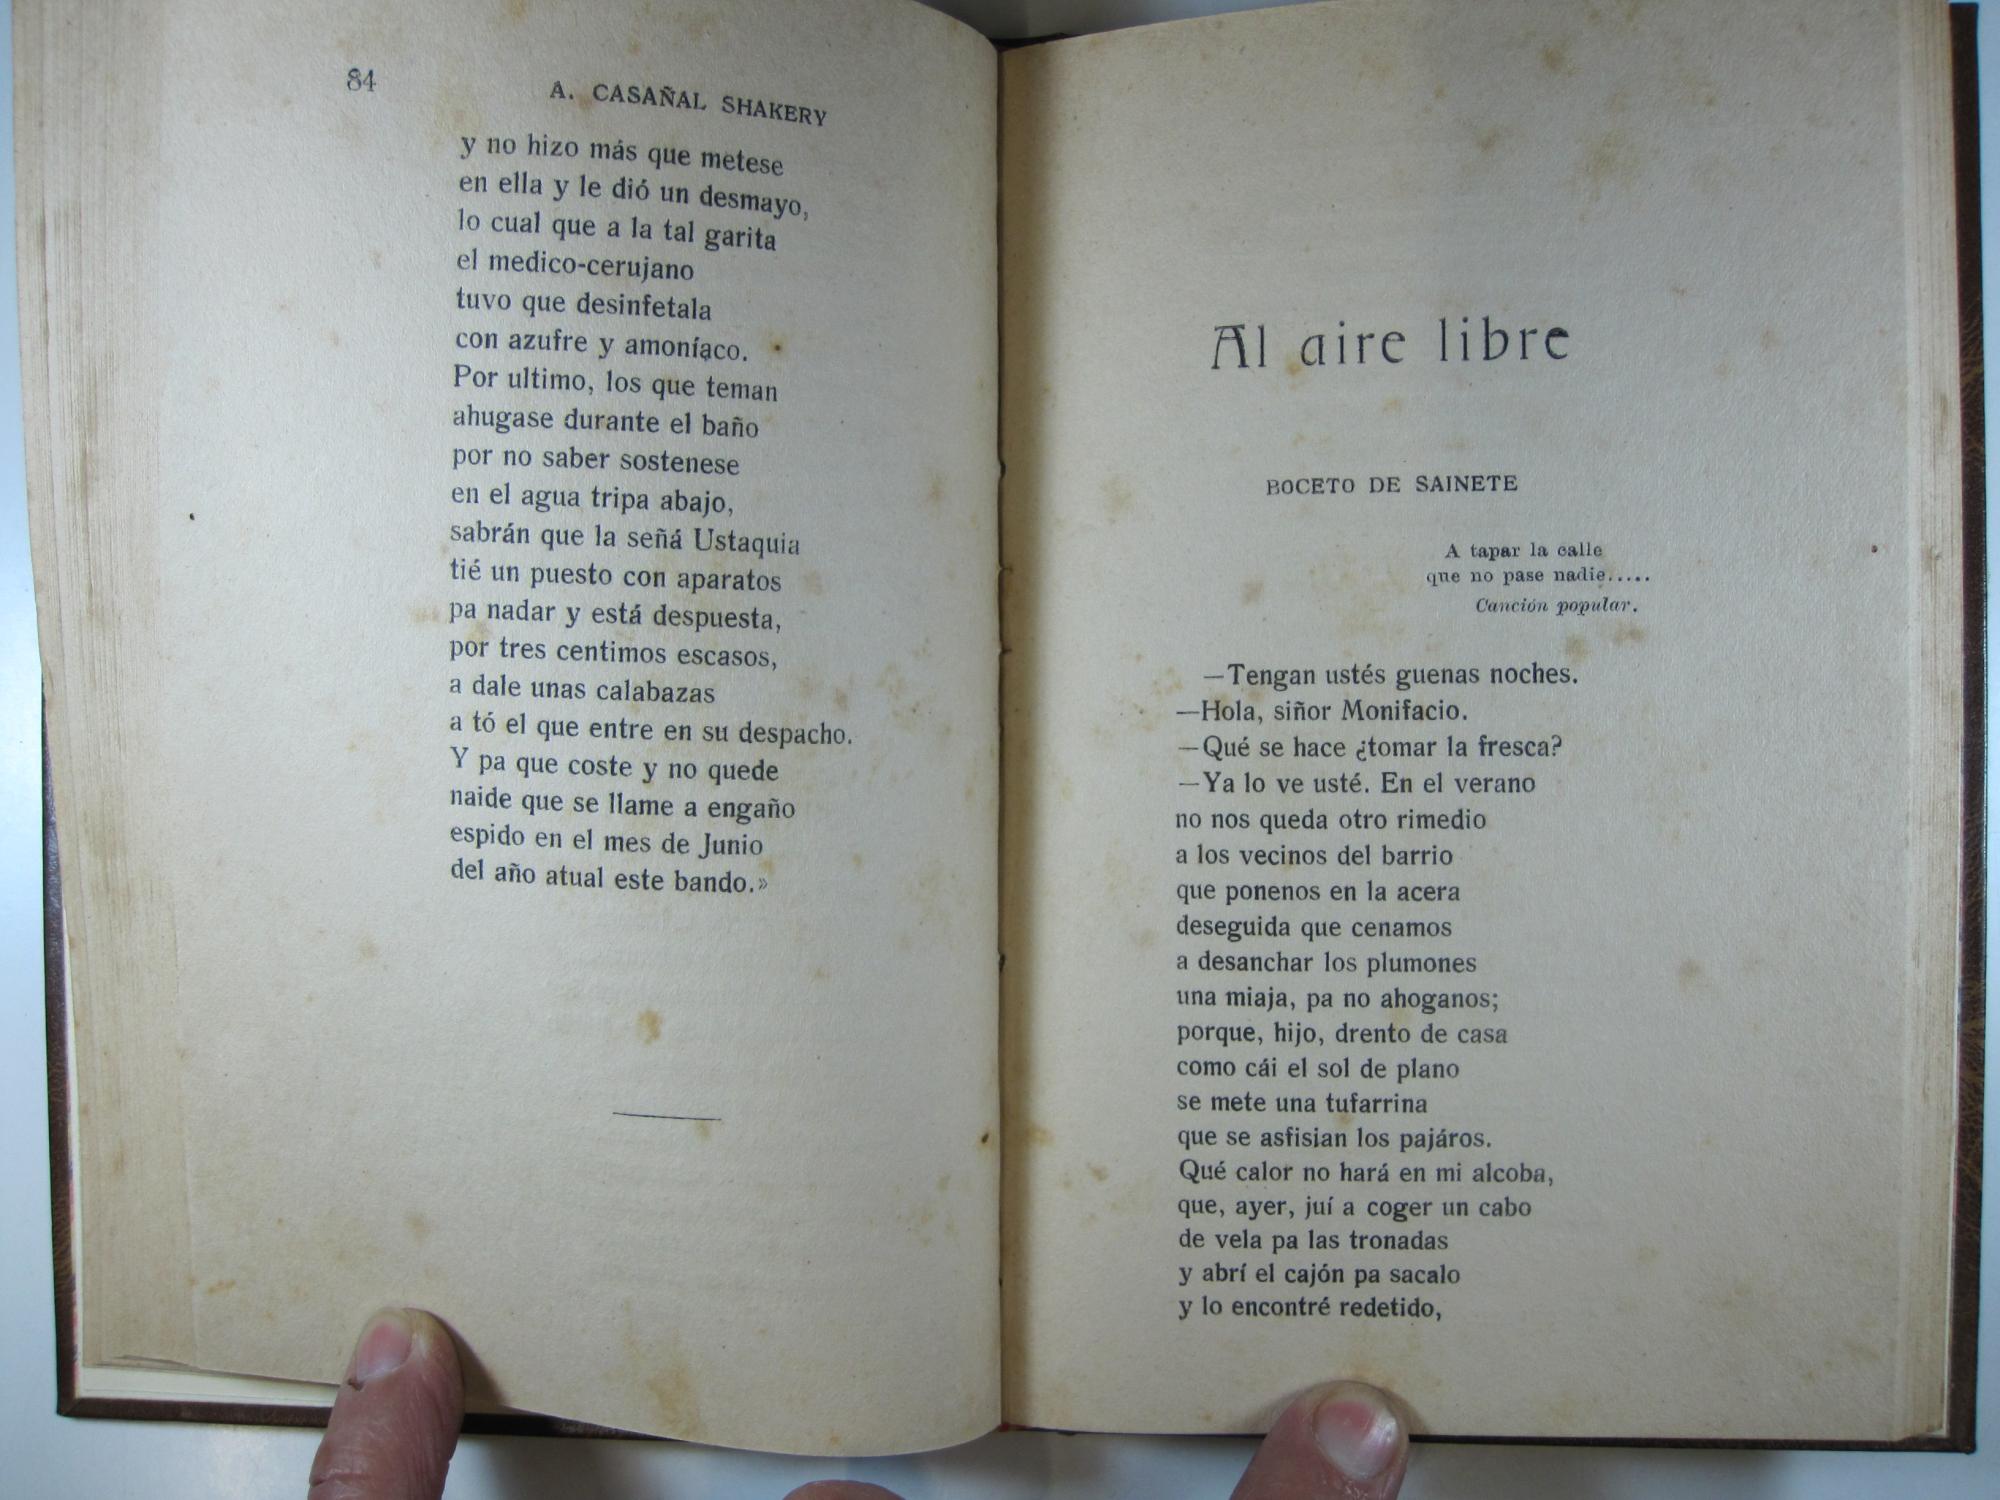 84
A. CASAÑAL SHAKERY
y no hizo más que metese
en ella y le dió un desmayo,
lo cual que a la tal garita
el medico-cerujano
tuvo que desinfetala
con azufre y amoníaco.
Por ultimo, los que teman
ahugase durante el baño
por no saber sostenese
en el agua tripa abajo,
sabrán que la señá Ustaquia
tié un puesto con aparatos
pa nadar y está despuesta,
por tres centimos escasos,
a dale unas calabazas
a tó el que entre en su despacho.
Y pa que coste y no quede
naide que se llame a engaño
espido en el mes de Junio
del año atual este bando.»
Al aire libre
BOCETO DE SAINETE
A tapar la calle
que no pase nadie.....
Canción popular.
—Tengan ustés guenas noches.
—Hola, siñor Monifacio.
—Qué se hace ¿tomar la fresca?
—Ya lo ve usté. En el verano
no nos queda otro rimedio
a los vecinos del barrio
que ponenos en la acera
deseguida que cenamos
a desanchar los plumones
una miaja, pa no ahoganos;
porque, hijo, drento de casa
como cái el sol de plano
se mete una tufarrina
que se asfisian los pajáros.
Qué calor no hará en mi alcoba,
que, ayer, juí a coger un cabo
de vela pa las tronadas
y abrí el cajón pa sacalo
y lo encontré redetido,